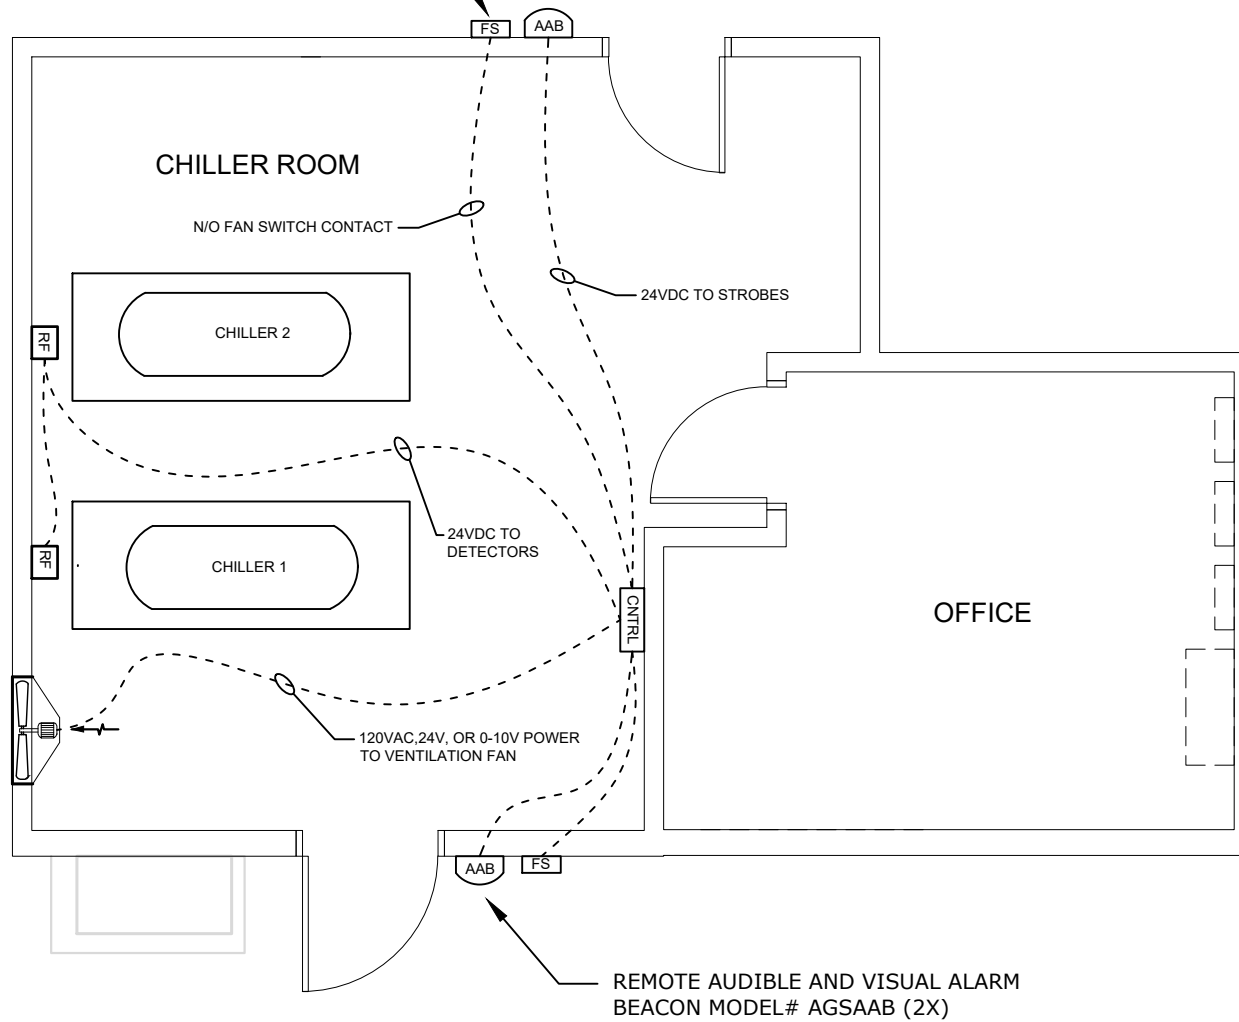 FS
AAB
CHILLER ROOM
N/O FAN SWITCH CONTACT
24VDC TO STROBES
CHILLER 2
RF
24VDC TO
DETECTORS
RF
CHILLER 1
CNTRL
OFFICE
120VAC,24V, OR 0-10V POWER
TO VENTILATION FAN
AAB
FS
REMOTE AUDIBLE AND VISUAL ALARM
BEACON MODEL# AGSAAB (2X)